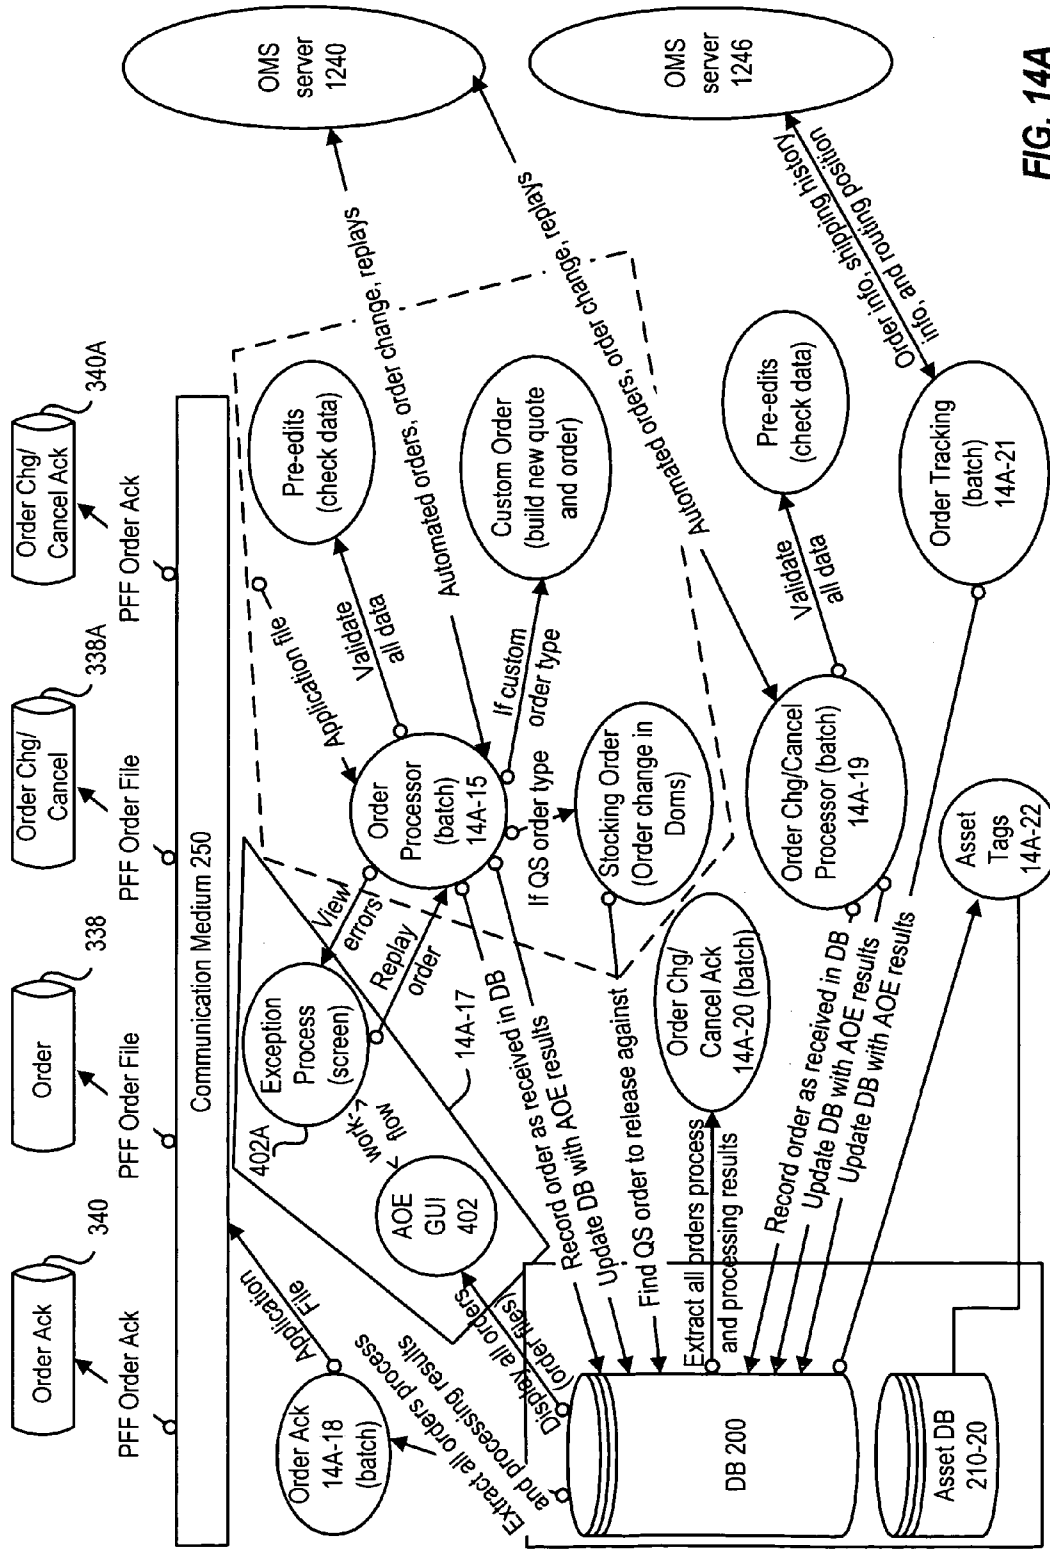 340
Order Ack
PFF Order Ack
338
Order
PFF Order File
338A
Order Chg/
Cancel
PFF Order File
340A
Order Chg/
Cancel Ack
PFF Order Ack
Communication Medium 250
Application
File
Order Ack
14A-18
(batch)
Extract all orders process
and processing results
402A
Exception
Process
(screen)
work-
flow
AOE
GUI
402
Display all orders
(order files)
14A-17
View
errors
Replay
order
Application file
Order
Processor
(batch)
14A-15
Validate
all data
Pre-edits
(check data)
Automated orders, order change, replays
OMS
server
1240
If custom
order type
Custom Order
(build new quote
and order)
If QS order type
Stocking Order
(Order change in
Doms)
Record order as received in DB
Update DB with AOE results
Find QS order to release against
Extract all orders process
and processing results
Order Chg/
Cancel Ack
14A-20 (batch)
Automated orders, order change, replays
Order Chg/Cancel
Processor (batch)
14A-19
Validate
all data
Pre-edits
(check data)
OMS
server
1246
Order info, shipping history
info, and routing position
Order Tracking
(batch)
14A-21
Record order as received in DB
Update DB with AOE results
Update DB with AOE results
Asset
Tags
14A-22
DB 200
Asset DB
210-20
FIG. 14A